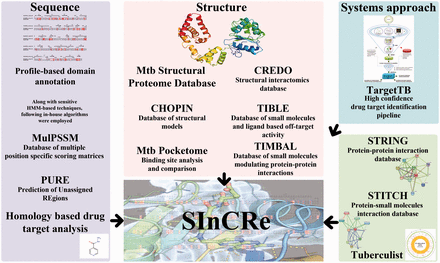 Sequence
Profile-based domain
annotation
Along with sensitive
HMM-based techniques,
following in-house algorithms
were employed
MulPSSM
Database of multiple
position specific scoring matrices
PURE
Prediction of Unassigned
REgions
Homology based drug
target analysis
Structure
Mtb Structural
Proteome Database
CREDO
Structural interactomics
database
CHOPIN
Database of structural
models
TIBLE
Database of small molecules
and ligand based off-target
activity
Mtb Pocketome
Binding site analysis
and comparison
TIMBAL
Database of small molecules
modulating protein-protein
interactions
SInCRe
Systems approach
TargetTB
High confidence
drug target identification
pipeline
STRING
Protein-protein interaction
database
STITCH
Protein-small molecules
interaction database
Tuberculist